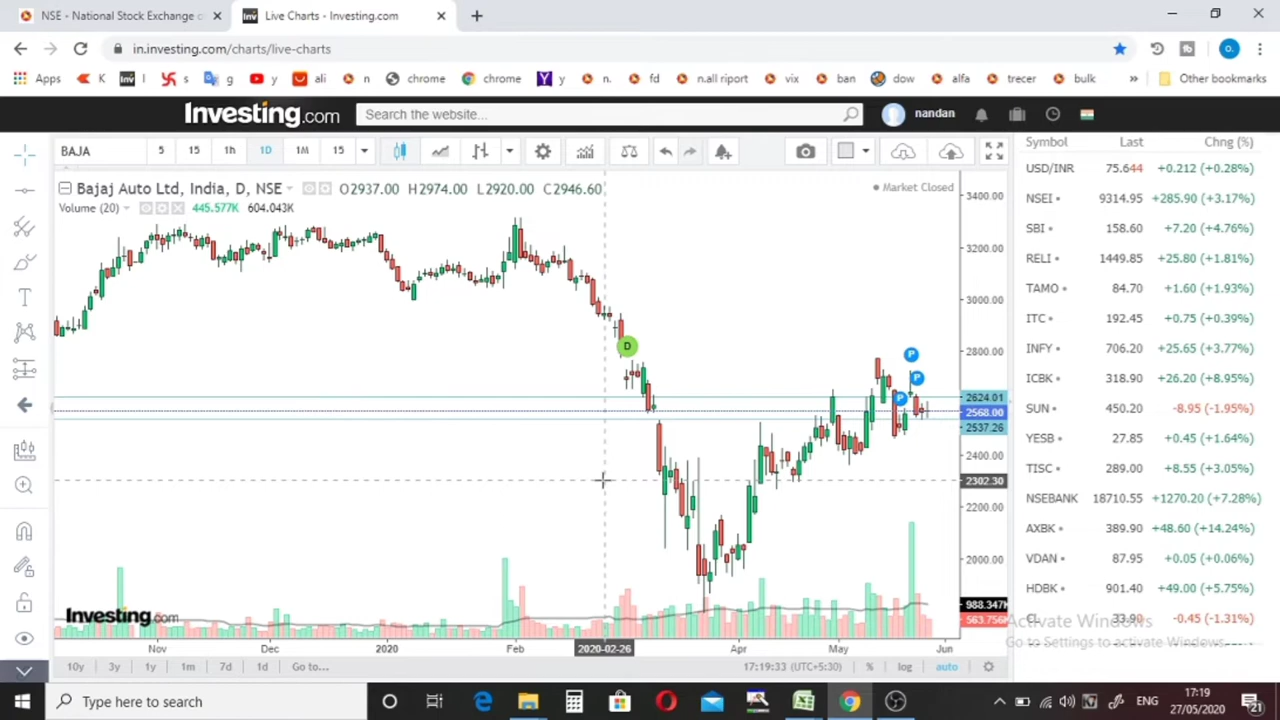 NSE - National Stock Exchange o
Live Charts - Investing.com
in.investing.com/charts/live-charts
Apps K Inv I s g y ali n chrome chrome y n. fd n.all riport vix ban dow alfa trecer bulk » Other bookmarks
Investing.com Search the website... nandan
BAJA 5 15 1h 1D 1M 15
Symbol Last Chng (%)
USD/INR 75.644 +0.212 (+0.28%)
NSEI 9314.95 +285.90 (+3.17%)
SBI 158.60 +7.20 (+4.76%)
RELI 1449.85 +25.80 (+1.81%)
TAMO 84.70 +1.60 (+1.93%)
ITC 192.45 +0.75 (+0.39%)
INFY 706.20 +25.65 (+3.77%)
ICBK 318.90 +26.20 (+8.95%)
SUN 450.20 -8.95 (-1.95%)
YESB 27.85 +0.45 (+1.64%)
TISC 289.00 +8.55 (+3.05%)
NSEBANK 18710.55 +1270.20 (+7.28%)
AXBK 389.90 +48.60 (+14.24%)
VDAN 87.95 +0.05 (+0.06%)
HDBK 901.40 +49.00 (+5.75%)
CL 33.90 -0.45 (-1.31%)
Bajaj Auto Ltd, India, D, NSE O2937.00 H2974.00 L2920.00 C2946.60
Market Closed
Volume (20) 445.577K 604.043K
3400.00
3200.00
3000.00
2800.00
2624.01
2568.00
2537.26
2400.00
2302.30
2200.00
2000.00
988.347K
563.756K
D
P
P
P
Investing.com
Activate Windows
Go to Settings to activate Windows.
Nov Dec 2020 Feb 2020-02-26 Apr May Jun
10y 3y 1y 1m 7d 1d Go to... 17:19:33 (UTC+5:30) % log auto
Type here to search
ENG
17:19
27/05/2020
21